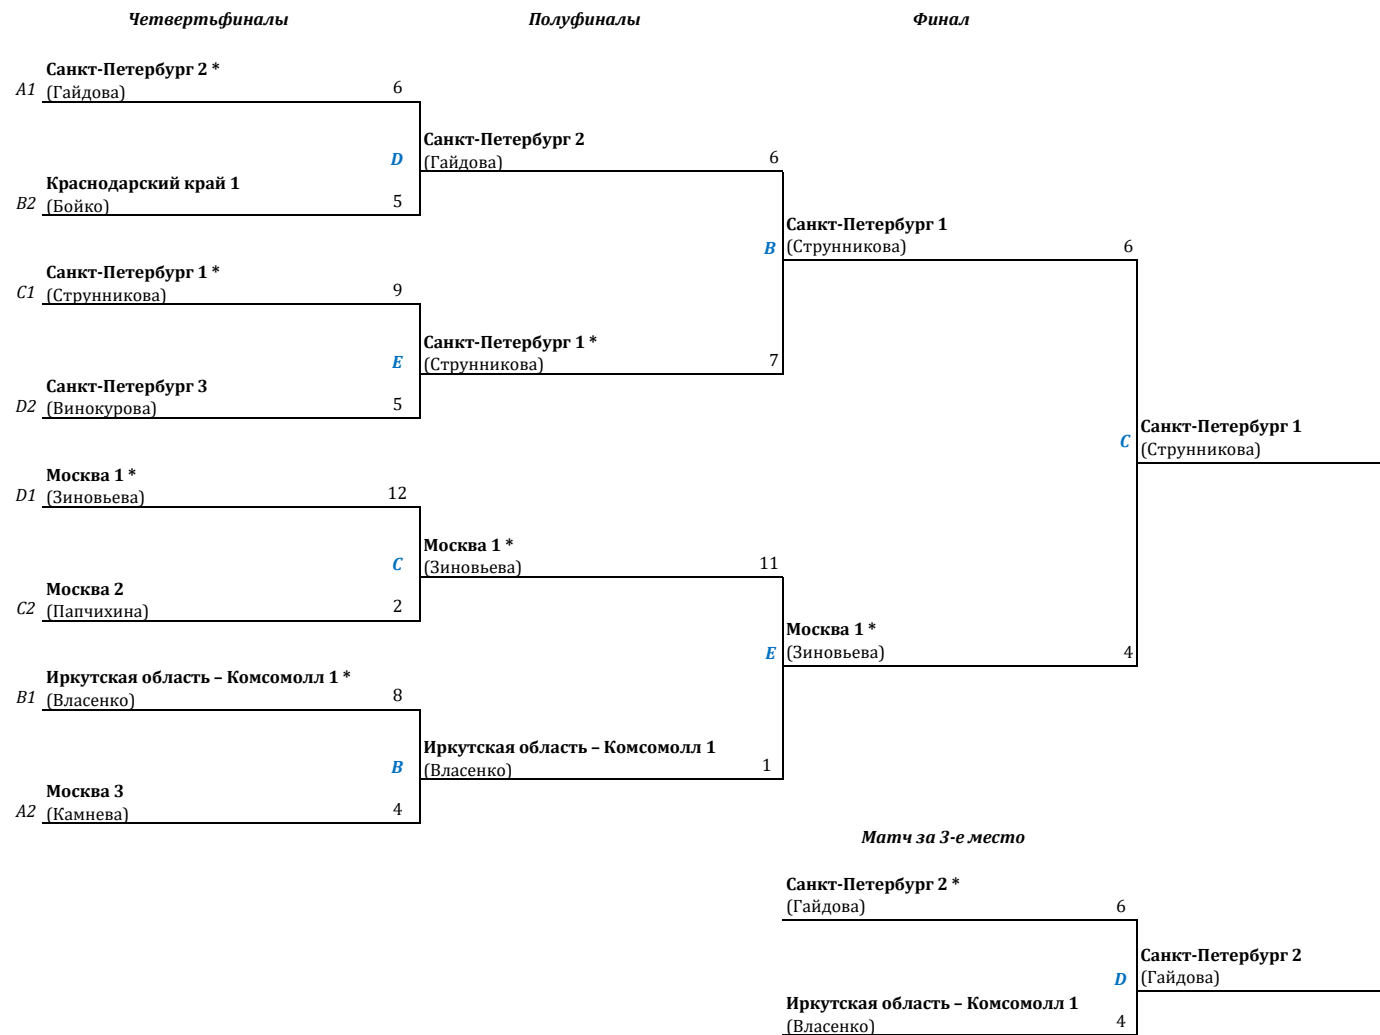 Четвертьфиналы
Полуфиналы
Финал
Санкт-Петербург 2 *
A1 (Гайдова) 6
D
Краснодарский край 1
B2 (Бойко) 5
Санкт-Петербург 2
(Гайдова) 6
Санкт-Петербург 1 *
C1 (Струнникова) 9
E
Санкт-Петербург 3
D2 (Винокурова) 5
Санкт-Петербург 1 *
(Струнникова) 7
B
Санкт-Петербург 1
(Струнникова) 6
Москва 1 *
D1 (Зиновьева) 12
C
Москва 2
C2 (Папчихина) 2
Москва 1 *
(Зиновьева) 11
Иркутская область – Комсомолл 1 *
B1 (Власенко) 8
B
Москва 3
A2 (Камнева) 4
Иркутская область – Комсомолл 1
(Власенко) 1
E
Москва 1 *
(Зиновьева) 4
C
Санкт-Петербург 1
(Струнникова)
Матч за 3-е место
Санкт-Петербург 2 *
(Гайдова) 6
D
Иркутская область – Комсомолл 1
(Власенко) 4
Санкт-Петербург 2
(Гайдова)